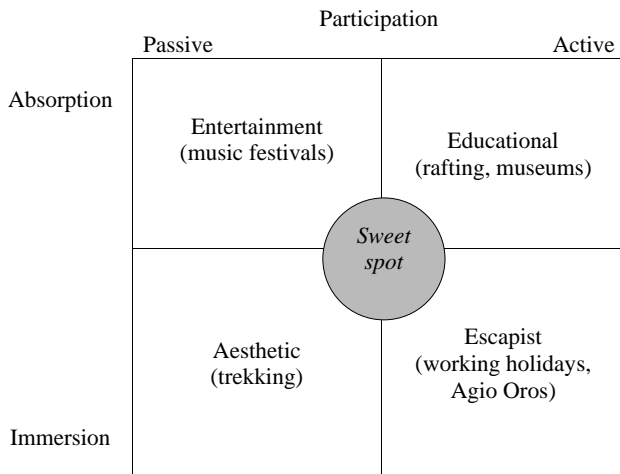 Participation
Passive
Active
Absorption
Entertainment
(music festivals)
Educational
(rafting, museums)
Sweet
spot
Aesthetic
(trekking)
Escapist
(working holidays,
Agio Oros)
Immersion